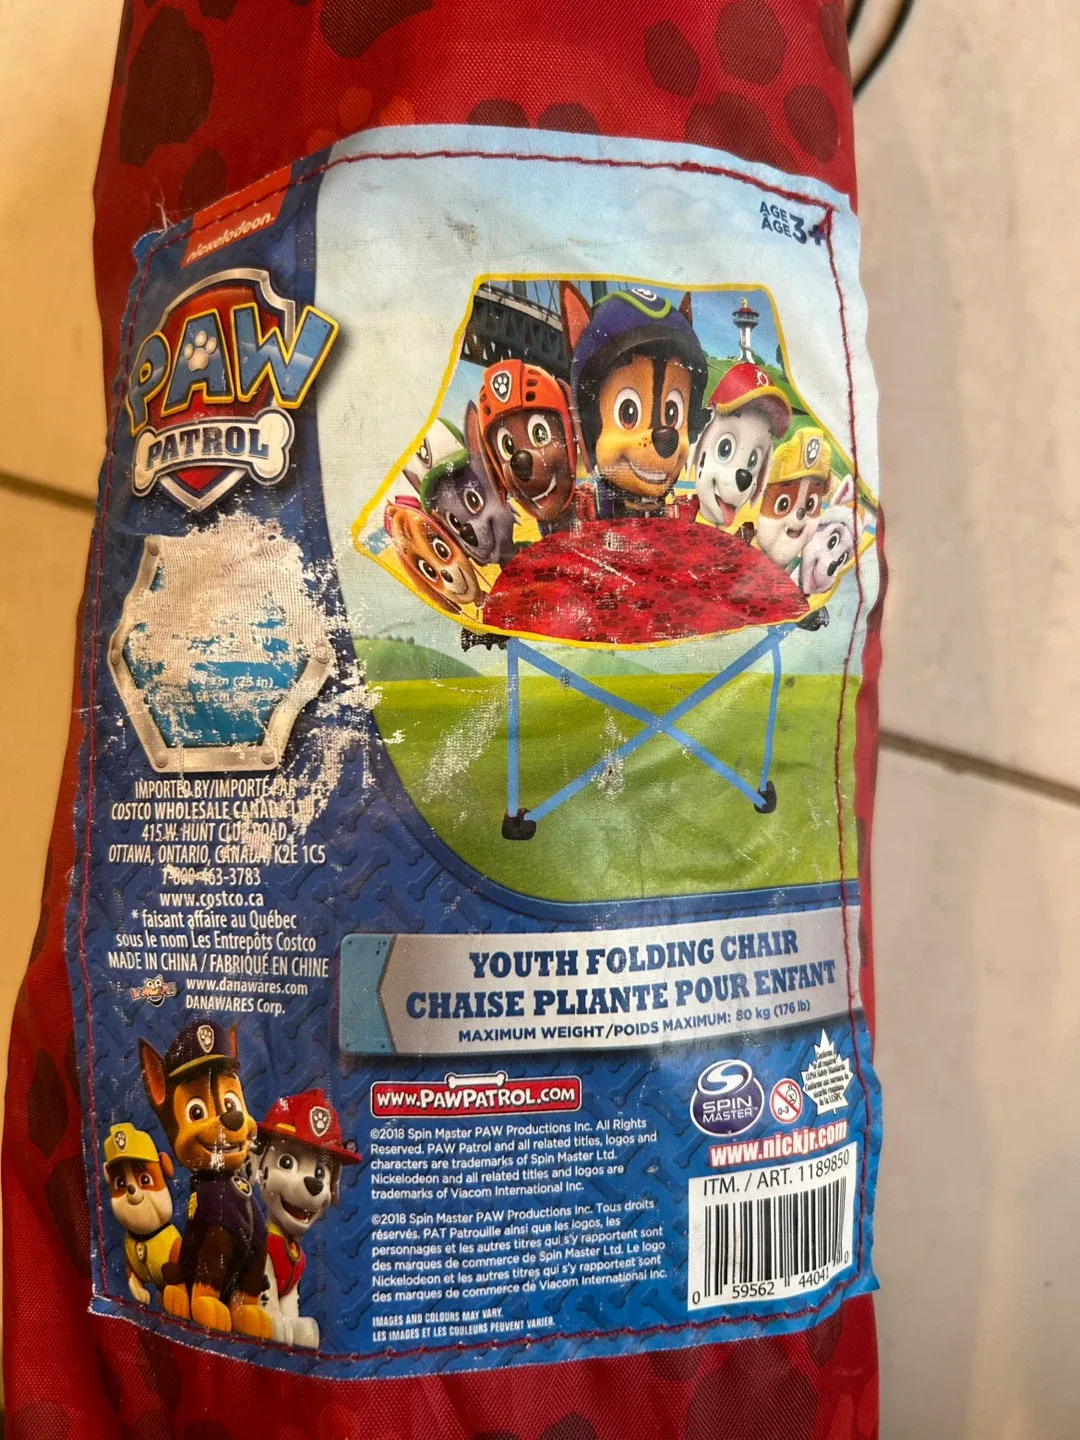 nickelodeon
AGE
ÂGE 3+
PAW
PATROL
(25 in)
66 cm
IMPORTED BY/IMPORTÉ PAR
COSTCO WHOLESALE CANADA
415 W. HUNT CLUB ROAD
OTTAWA, ONTARIO, CANADA, K2E 1C5
1-800-463-3783
www.costco.ca
* faisant affaire au Québec
sous le nom Les Entrepôts Costco
MADE IN CHINA / FABRIQUÉ EN CHINE
www.danawares.com
DANAWARES Corp.
YOUTH FOLDING CHAIR
CHAISE PLIANTE POUR ENFANT
MAXIMUM WEIGHT/POIDS MAXIMUM: 80 kg (176 lb)
www.PAWPATROL.COM
©2018 Spin Master PAW Productions Inc. All Rights
Reserved. PAW Patrol and all related titles, logos and
characters are trademarks of Spin Master Ltd.
Nickelodeon and all related titles and logos are
trademarks of Viacom International Inc.
©2018 Spin Master PAW Productions Inc. Tous droits
réservés. PAT Patrouille ainsi que les logos, les
personnages et les autres titres qui s'y rapportent sont
des marques de commerce de Spin Master Ltd. Le logo
Nickelodeon et les autres titres qui s'y rapportent sont
des marques de commerce de Viacom International Inc.
IMAGES AND COLOURS MAY VARY.
LES IMAGES ET LES COULEURS PEUVENT VARIER.
SPIN
MASTER™
0-3
www.nickjr.com
ITM. / ART. 1189850
0 59562 44041 0